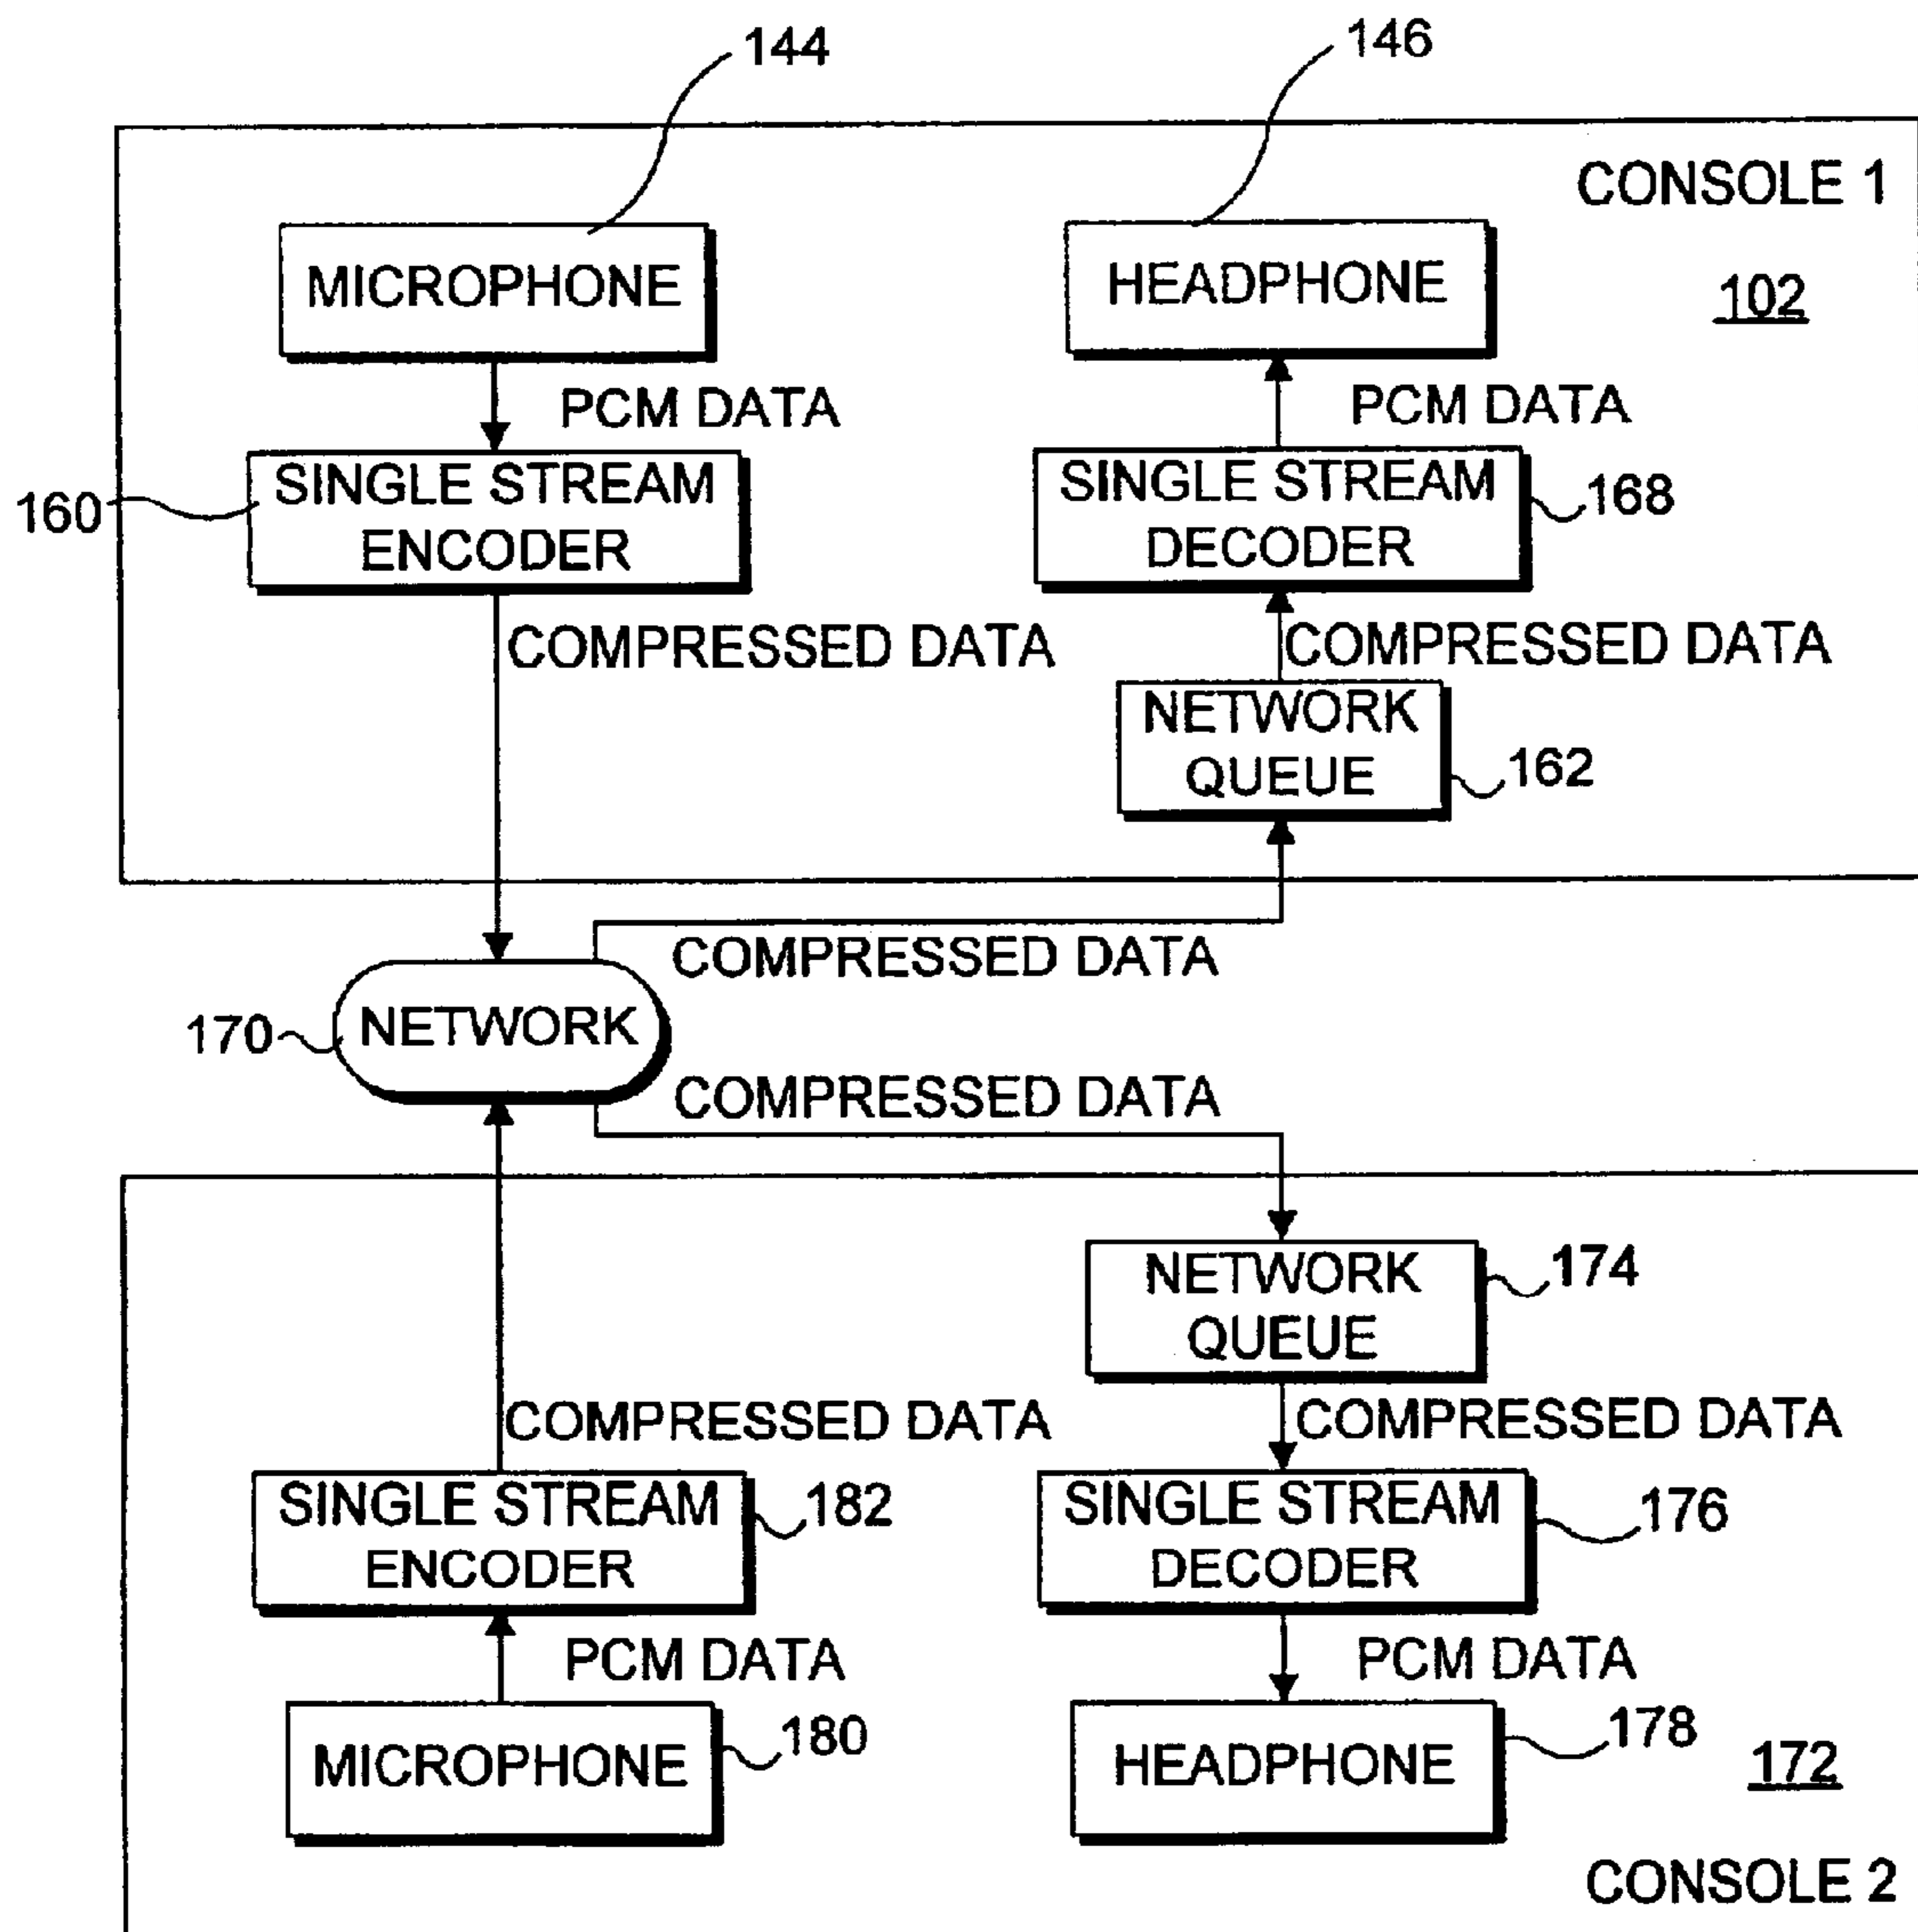 144
146
CONSOLE 1
MICROPHONE
HEADPHONE
102
PCM DATA
PCM DATA
160
SINGLE STREAM
ENCODER
SINGLE STREAM
DECODER
168
COMPRESSED DATA
COMPRESSED DATA
NETWORK
QUEUE
162
COMPRESSED DATA
170
NETWORK
COMPRESSED DATA
NETWORK
QUEUE
174
COMPRESSED DATA
COMPRESSED DATA
SINGLE STREAM
ENCODER
182
SINGLE STREAM
DECODER
176
PCM DATA
PCM DATA
MICROPHONE
180
HEADPHONE
178
172
CONSOLE 2